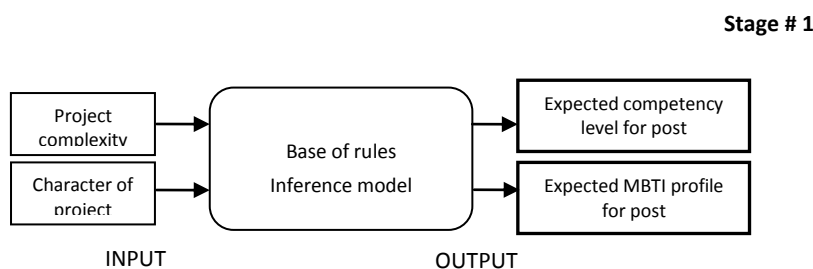 Stage # 1
Project
complexity
Character of
project
Base of rules
Inference model
Expected competency
level for post
Expected MBTI profile
for post
INPUT
OUTPUT